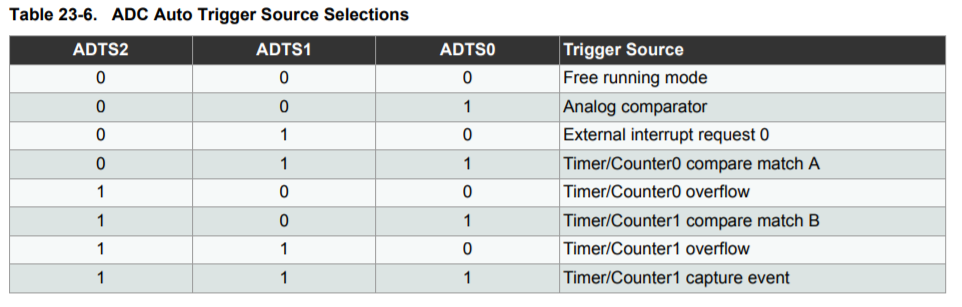 Table 23-6. ADC Auto Trigger Source Selections
ADTS2 ADTS1 ADTS0 Trigger Source
0 0 0 Free running mode
0 0 1 Analog comparator
0 1 0 External interrupt request 0
0 1 1 Timer/Counter0 compare match A
1 0 0 Timer/Counter0 overflow
1 0 1 Timer/Counter1 compare match B
1 1 0 Timer/Counter1 overflow
1 1 1 Timer/Counter1 capture event